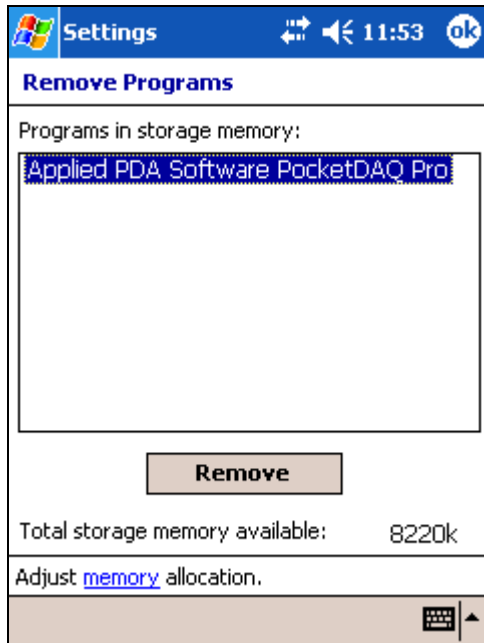 Settings 11:53 ok
Remove Programs
Programs in storage memory:
Applied PDA Software PocketDAQ Pro
Remove
Total storage memory available: 8220k
Adjust memory allocation.